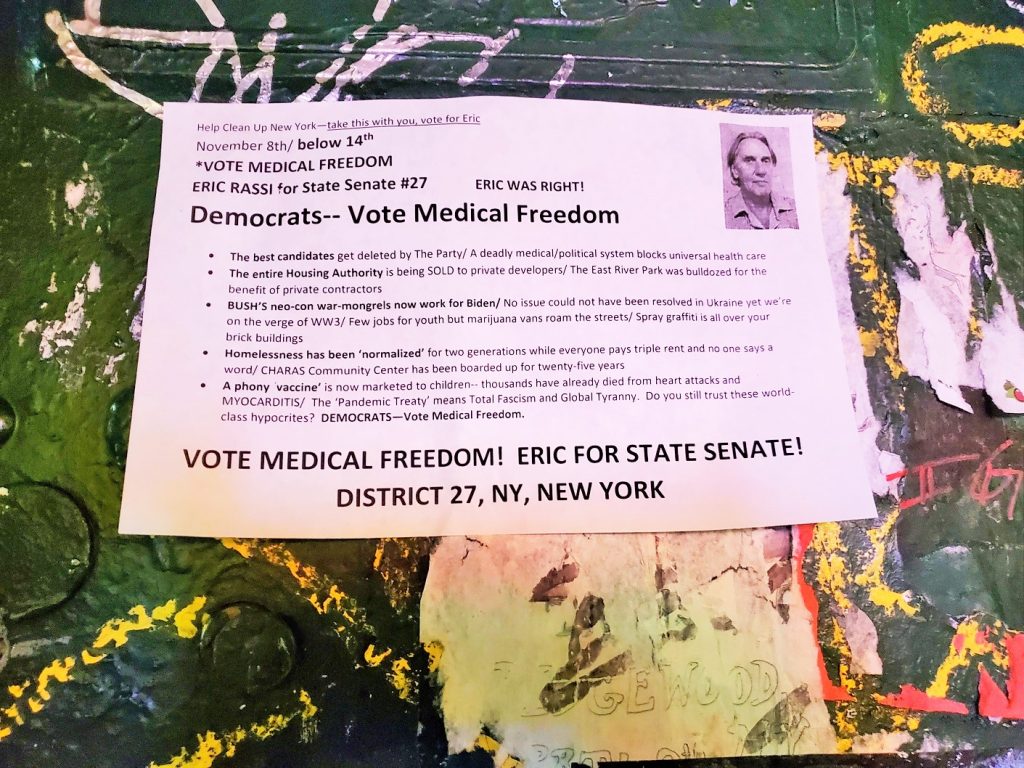 Help Clean Up New York—take this with you, vote for Eric
November 8th/ below 14th
*VOTE MEDICAL FREEDOM
ERIC RASSI for State Senate #27 ERIC WAS RIGHT!
Democrats-- Vote Medical Freedom
• The best candidates get deleted by The Party/ A deadly medical/political system blocks universal health care
• The entire Housing Authority is being SOLD to private developers/ The East River Park was bulldozed for the
benefit of private contractors
• BUSH'S neo-con war-mongrels now work for Biden/ No issue could not have been resolved in Ukraine yet we're
on the verge of WW3/ Few jobs for youth but marijuana vans roam the streets/ Spray graffiti is all over your
brick buildings
• Homelessness has been 'normalized' for two generations while everyone pays triple rent and no one says a
word/ CHARAS Community Center has been boarded up for twenty-five years
• A phony 'vaccine' is now marketed to children-- thousands have already died from heart attacks and
MYOCARDITIS/ The 'Pandemic Treaty' means Total Fascism and Global Tyranny. Do you still trust these world-
class hypocrites? DEMOCRATS—Vote Medical Freedom.
VOTE MEDICAL FREEDOM! ERIC FOR STATE SENATE!
DISTRICT 27, NY, NEW YORK